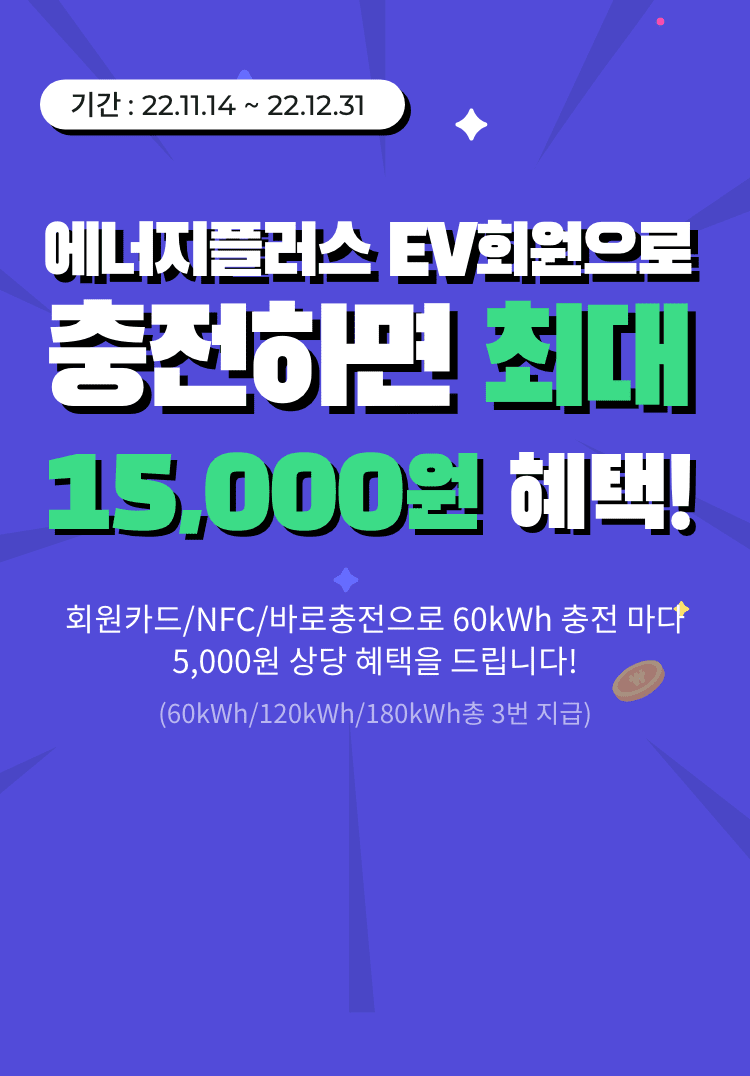 기간 : 22.11.14 ~ 22.12.31
에너지플러스 EV회원으로
충전하면 최대
15,000원 혜택!
회원카드/NFC/바로충전으로 60kWh 충전 마다
5,000원 상당 혜택을 드립니다!
(60kWh/120kWh/180kWh총 3번 지급)
₩